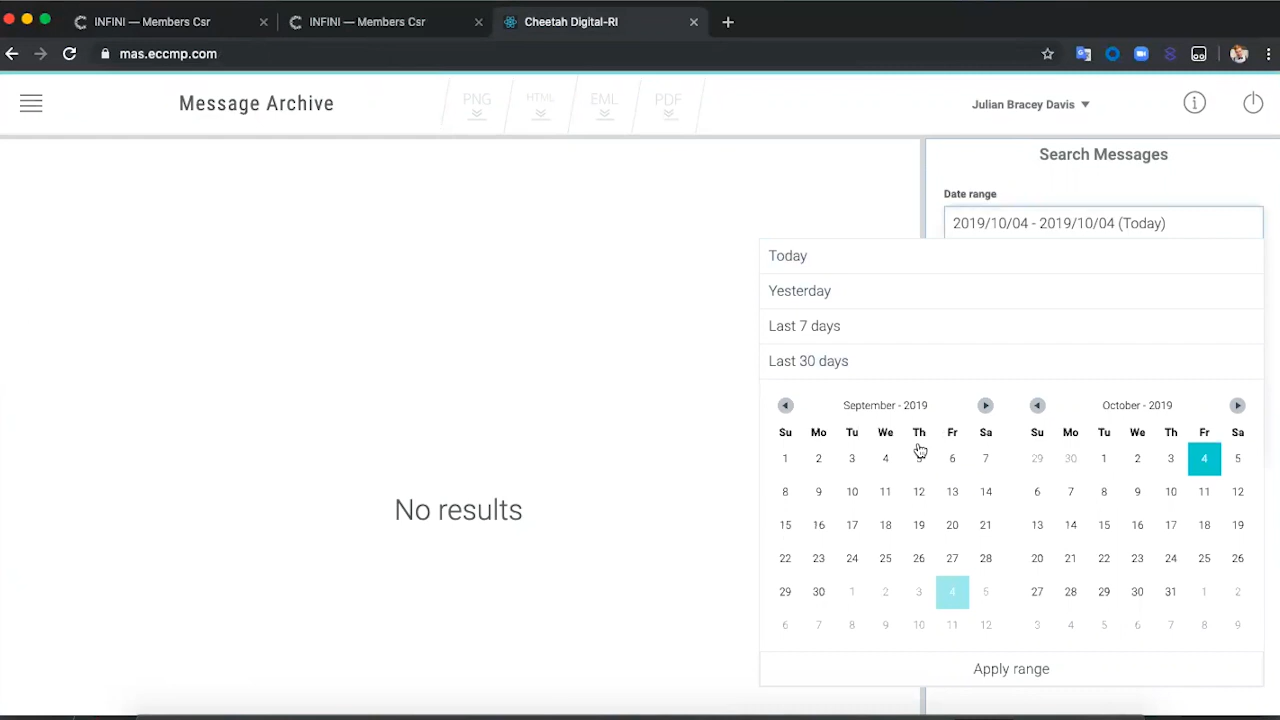 INFINI — Members Csr
INFINI — Members Csr
Cheetah Digital-RI
mas.eccmp.com
Message Archive
PNG
HTML
EML
PDF
Julian Bracey Davis
Search Messages
Date range
2019/10/04 - 2019/10/04 (Today)
Today
Yesterday
Last 7 days
Last 30 days
No results
September - 2019
Su Mo Tu We Th Fr Sa
1 2 3 4 5 6 7
8 9 10 11 12 13 14
15 16 17 18 19 20 21
22 23 24 25 26 27 28
29 30 1 2 3 4 5
6 7 8 9 10 11 12
October - 2019
Su Mo Tu We Th Fr Sa
29 30 1 2 3 4 5
6 7 8 9 10 11 12
13 14 15 16 17 18 19
20 21 22 23 24 25 26
27 28 29 30 31 1 2
3 4 5 6 7 8 9
Apply range